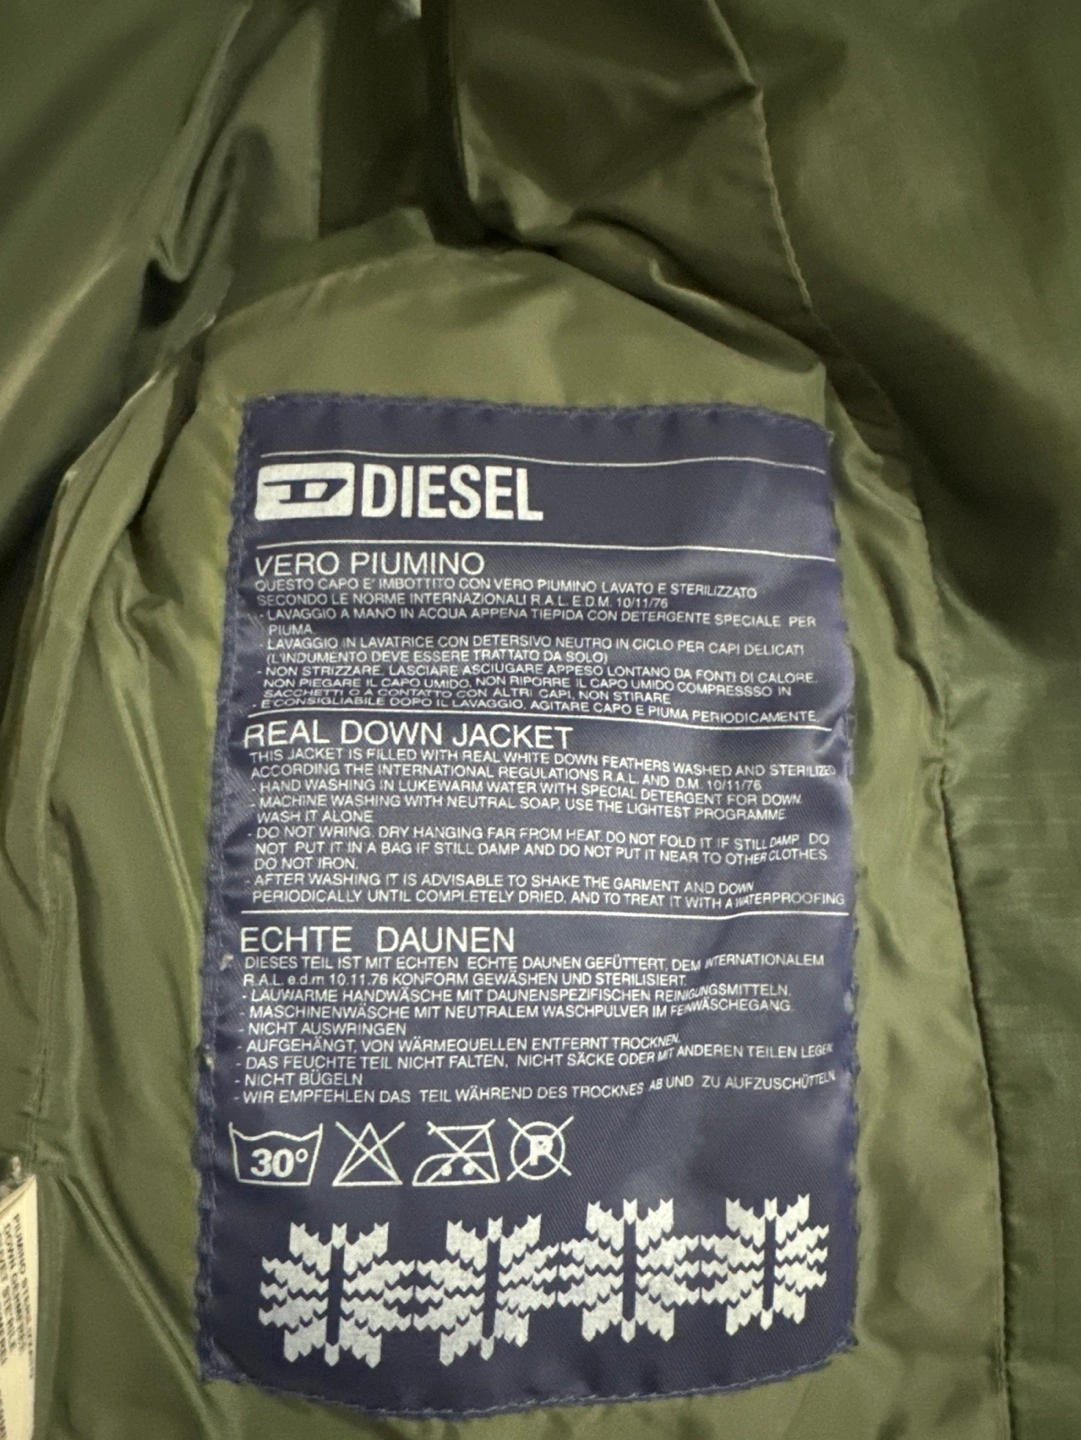 DIESEL
VERO PIUMINO
QUESTO CAPO E' IMBOTTITO CON VERO PIUMINO LAVATO E STERILIZZATO
SECONDO LE NORME INTERNAZIONALI R.A.L. E.D.M. 10/11/76
- LAVAGGIO A MANO IN ACQUA APPENA TIEPIDA CON DETERGENTE SPECIALE PER
PIUMA.
- LAVAGGIO IN LAVATRICE CON DETERSIVO NEUTRO IN CICLO PER CAPI DELICATI
(L'INDUMENTO DEVE ESSERE TRATTATO DA SOLO)
- NON STRIZZARE. LASCIARE ASCIUGARE APPESO LONTANO DA FONTI DI CALORE.
NON PIEGARE IL CAPO UMIDO, NON RIPORRE IL CAPO UMIDO COMPRESSSO IN
SACCHETTI O A CONTATTO CON ALTRI CAPI, NON STIRARE
- E'CONSIGLIABILE DOPO IL LAVAGGIO, AGITARE CAPO E PIUMA PERIODICAMENTE.
REAL DOWN JACKET
THIS JACKET IS FILLED WITH REAL WHITE DOWN FEATHERS WASHED AND STERILIZED
ACCORDING THE INTERNATIONAL REGULATIONS R.A.L. AND D.M. 10/11/76
- HAND WASHING IN LUKEWARM WATER WITH SPECIAL DETERGENT FOR DOWN.
- MACHINE WASHING WITH NEUTRAL SOAP, USE THE LIGHTEST PROGRAMME
WASH IT ALONE
- DO NOT WRING. DRY HANGING FAR FROM HEAT. DO NOT FOLD IT IF STILL DAMP. DO
NOT PUT IT IN A BAG IF STILL DAMP AND DO NOT PUT IT NEAR TO OTHER CLOTHES.
DO NOT IRON.
- AFTER WASHING IT IS ADVISABLE TO SHAKE THE GARMENT AND DOWN
PERIODICALLY UNTIL COMPLETELY DRIED, AND TO TREAT IT WITH A WATERPROOFING
ECHTE DAUNEN
DIESES TEIL IST MIT ECHTEN ECHTE DAUNEN GEFÜTTERT, DEM INTERNATIONALEM
R.A.L. e.d.m 10.11.76 KONFORM GEWÄSHEN UND STERILISIERT.
- LAUWARME HANDWÄSCHE MIT DAUNENSPEZIFISCHEN REINIGUNGSMITTELN.
- MASCHINENWÄSCHE MIT NEUTRALEM WASCHPULVER IM FEINWÄSCHEGANG.
- NICHT AUSWRINGEN
- AUFGEHÄNGT, VON WÄRMEQUELLEN ENTFERNT TROCKNEN.
- DAS FEUCHTE TEIL NICHT FALTEN, NICHT SÄCKE ODER MIT ANDEREN TEILEN LEGEN.
- NICHT BÜGELN
- WIR EMPFEHLEN DAS TEIL WÄHREND DES TROCKNES AB UND ZU AUFZUSCHÜTTELN.
30°
P